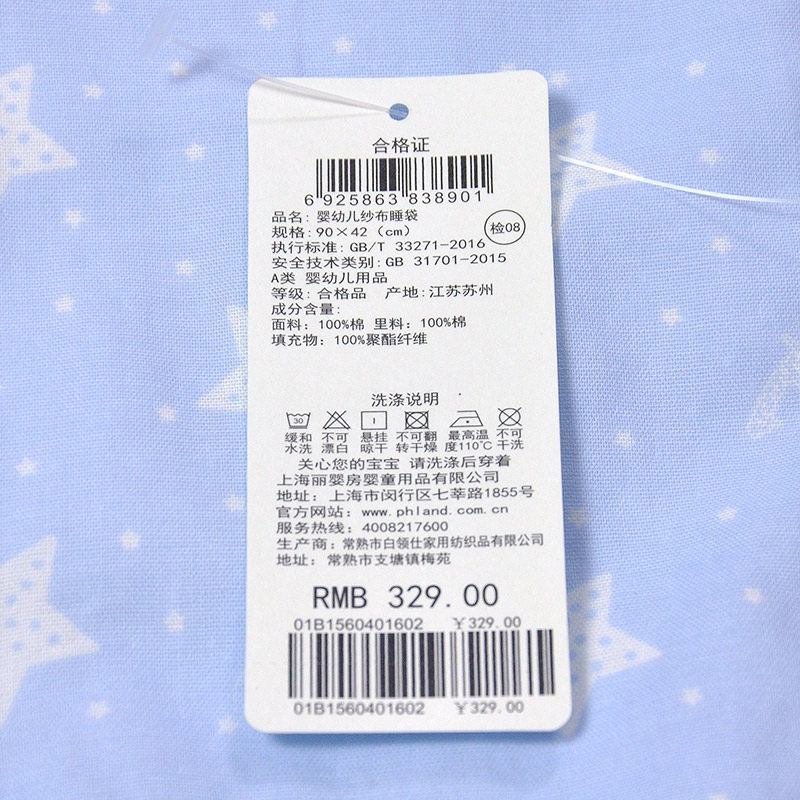 合格证
6 925863 838901
品名: 婴幼儿纱布睡袋
规格: 90×42 (cm)
检08
执行标准: GB/T 33271-2016
安全技术类别: GB 31701-2015
A类 婴幼儿用品
等级: 合格品 产地: 江苏苏州
成分含量:
面料: 100%棉 里料: 100%棉
填充物: 100%聚酯纤维
洗涤说明
30
缓和 不可 悬挂 不可翻 最高温 不可
水洗 漂白 晾干 转干燥 度110℃ 干洗
关心您的宝宝 请洗涤后穿着
上海丽婴房婴童用品有限公司
地址: 上海市闵行区七莘路1855号
官方网站: www.phland.com.cn
服务热线: 4008217600
生产商: 常熟市白领仕家用纺织品有限公司
地址: 常熟市支塘镇梅苑
RMB 329.00
01B1560401602 ¥329.00
01B1560401602 ¥329.00